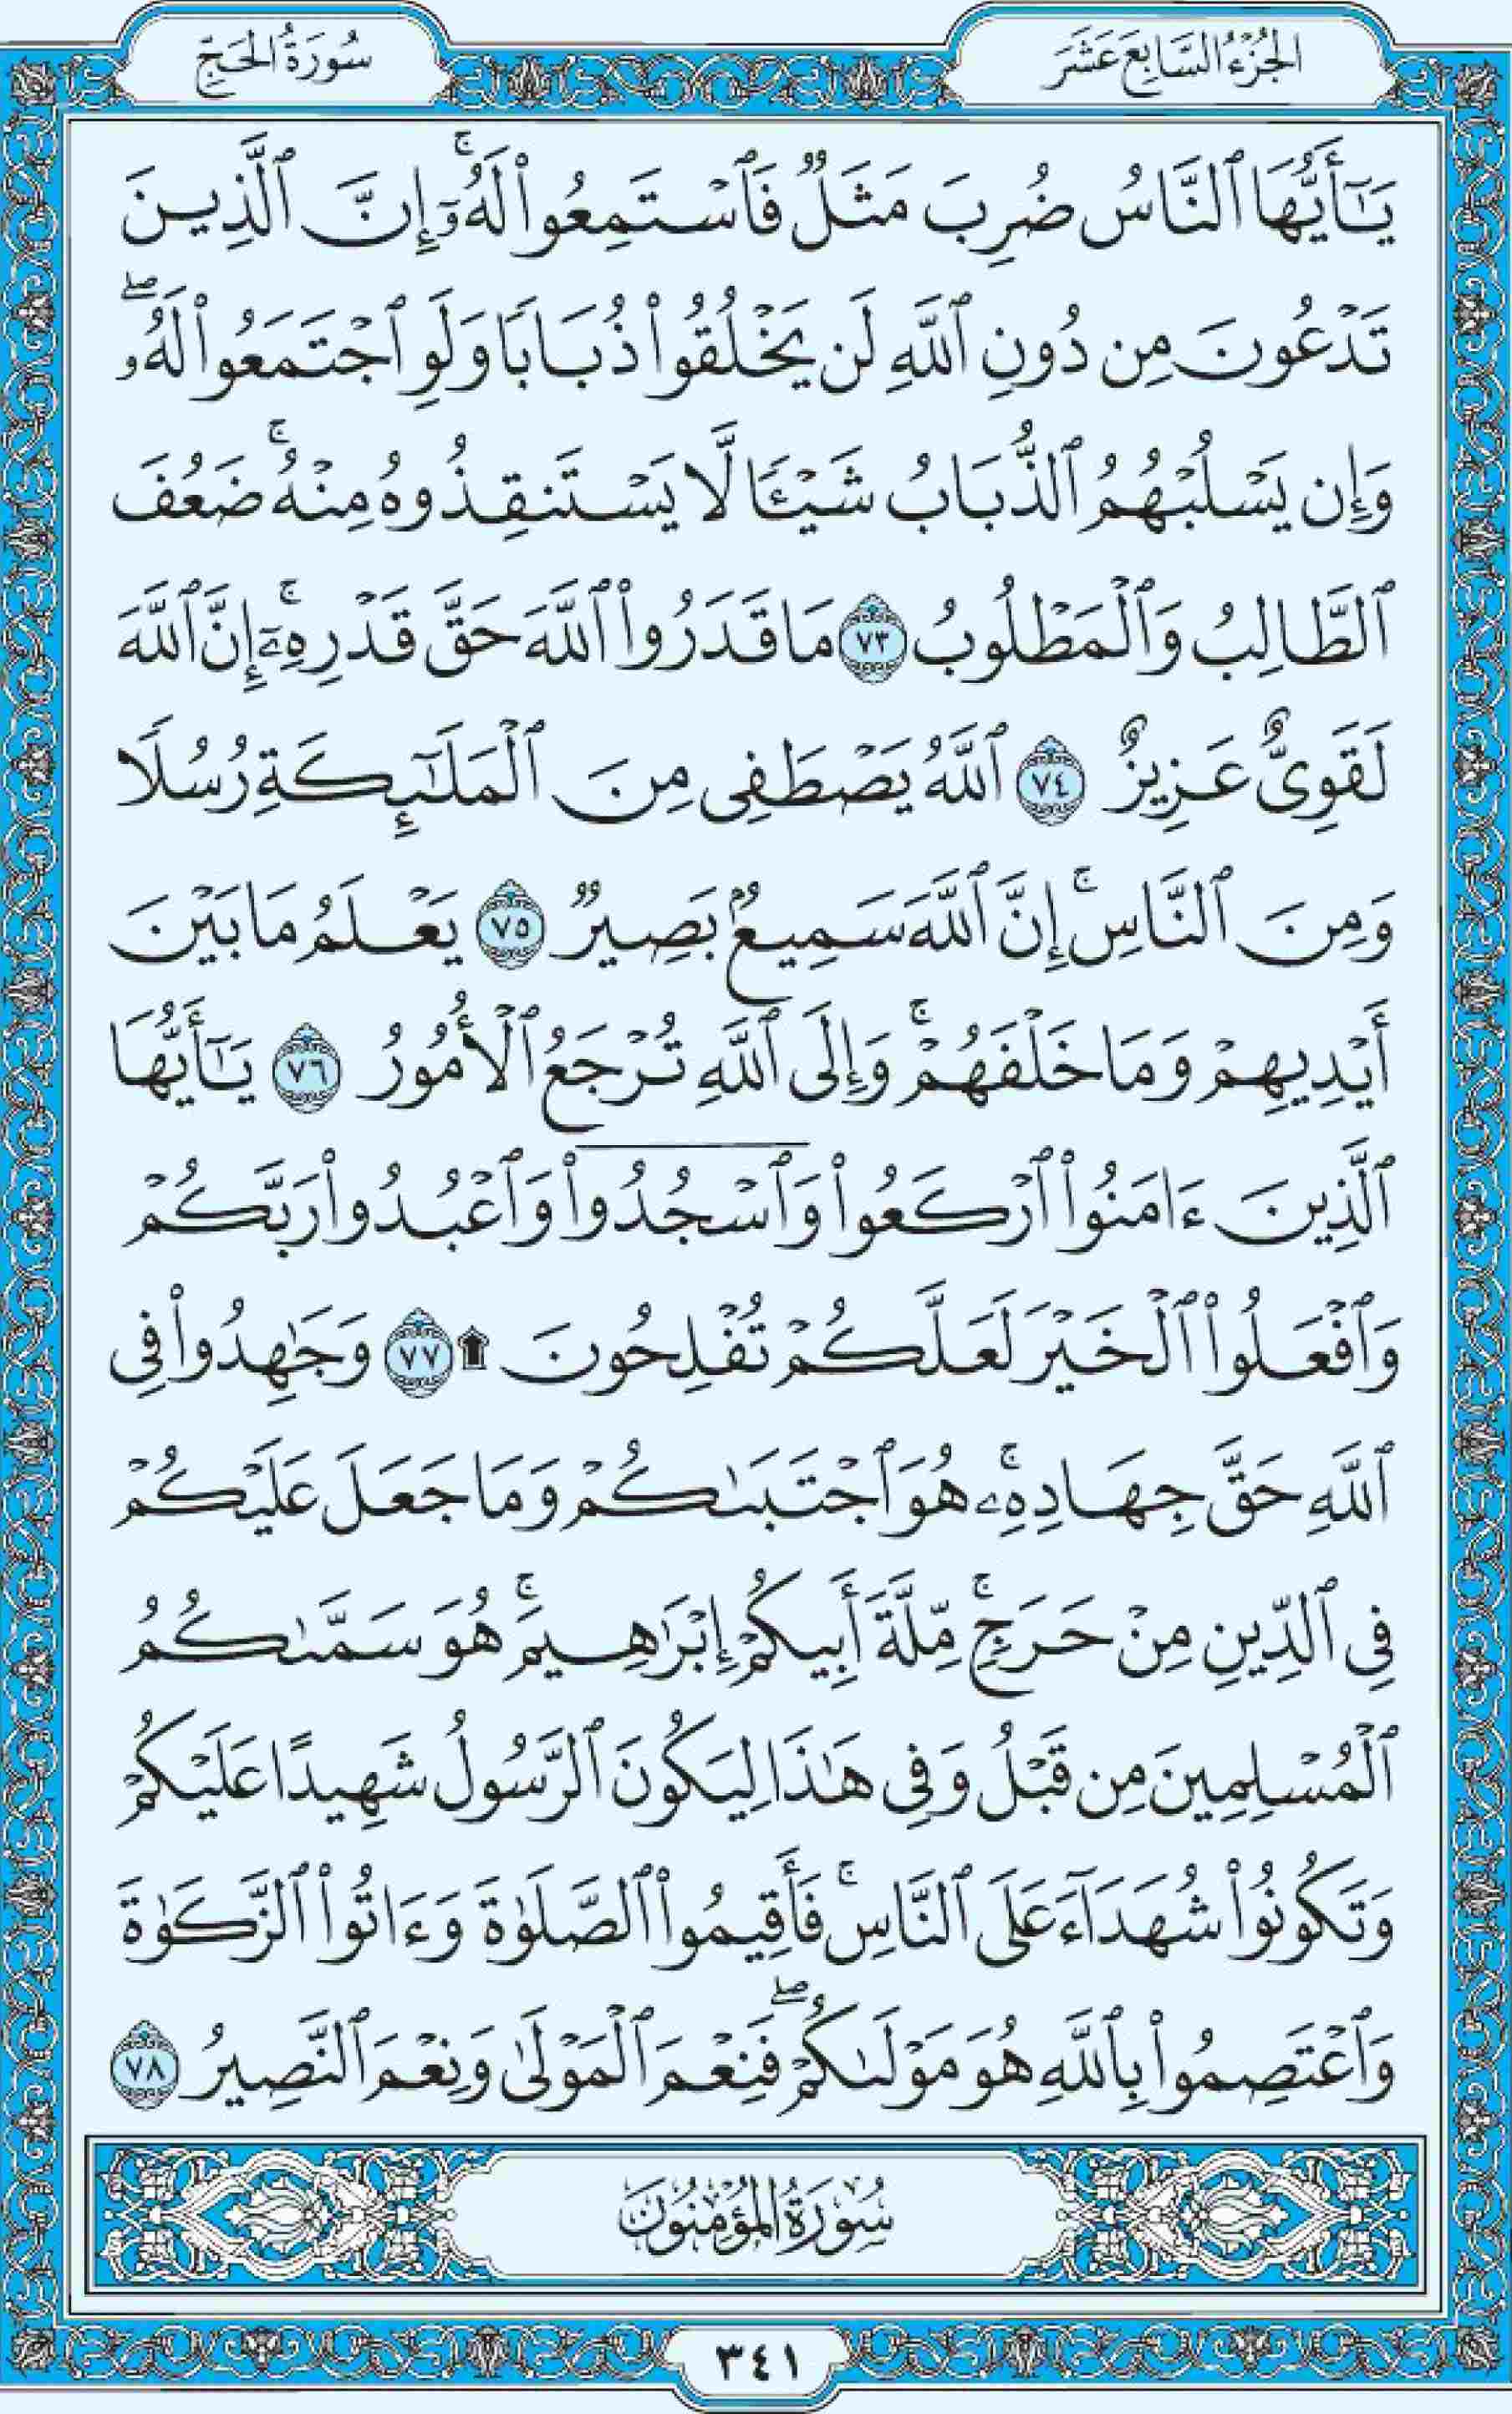 الجُزْءُ السَّابِعَ عَشَرَ
سُورَةُ الحَجِّ
يَـٰٓأَيُّهَا ٱلنَّاسُ ضُرِبَ مَثَلٌ فَٱسْتَمِعُوا۟ لَهُۥٓ ۚ إِنَّ ٱلَّذِينَ
تَدْعُونَ مِن دُونِ ٱللَّهِ لَن يَخْلُقُوا۟ ذُبَابًا وَلَوِ ٱجْتَمَعُوا۟ لَهُۥ ۖ
وَإِن يَسْلُبْهُمُ ٱلذُّبَابُ شَيْـًٔا لَّا يَسْتَنقِذُوهُ مِنْهُ ۚ ضَعُفَ
ٱلطَّالِبُ وَٱلْمَطْلُوبُ ٧٣ مَا قَدَرُوا۟ ٱللَّهَ حَقَّ قَدْرِهِۦٓ ۚ إِنَّ ٱللَّهَ
لَقَوِىٌّ عَزِيزٌ ٧٤ ٱللَّهُ يَصْطَفِى مِنَ ٱلْمَلَـٰٓئِكَةِ رُسُلًا
وَمِنَ ٱلنَّاسِ ۚ إِنَّ ٱللَّهَ سَمِيعٌۢ بَصِيرٌ ٧٥ يَعْلَمُ مَا بَيْنَ
أَيْدِيهِمْ وَمَا خَلْفَهُمْ ۚ وَإِلَى ٱللَّهِ تُرْجَعُ ٱلْأُمُورُ ٧٦ يَـٰٓأَيُّهَا
ٱلَّذِينَ ءَامَنُوا۟ ٱرْكَعُوا۟ وَٱسْجُدُوا۟ وَٱعْبُدُوا۟ رَبَّكُمْ
وَٱفْعَلُوا۟ ٱلْخَيْرَ لَعَلَّكُمْ تُفْلِحُونَ ۩ ٧٧ وَجَـٰهِدُوا۟ فِى
ٱللَّهِ حَقَّ جِهَادِهِۦ ۚ هُوَ ٱجْتَبَىٰكُمْ وَمَا جَعَلَ عَلَيْكُمْ
فِى ٱلدِّينِ مِنْ حَرَجٍ ۚ مِّلَّةَ أَبِيكُمْ إِبْرَٰهِيمَ ۚ هُوَ سَمَّىٰكُمُ
ٱلْمُسْلِمِينَ مِن قَبْلُ وَفِى هَـٰذَا لِيَكُونَ ٱلرَّسُولُ شَهِيدًا عَلَيْكُمْ
وَتَكُونُوا۟ شُهَدَآءَ عَلَى ٱلنَّاسِ ۚ فَأَقِيمُوا۟ ٱلصَّلَوٰةَ وَءَاتُوا۟ ٱلزَّكَوٰةَ
وَٱعْتَصِمُوا۟ بِٱللَّهِ هُوَ مَوْلَىٰكُمْ ۖ فَنِعْمَ ٱلْمَوْلَىٰ وَنِعْمَ ٱلنَّصِيرُ ٧٨
سُورَةُ المُؤْمِنُونَ
٣٤١